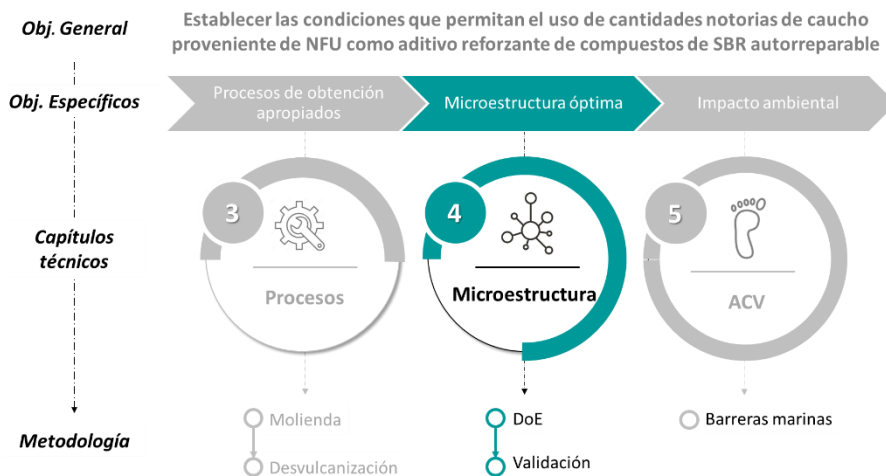 Obj. General
Establecer las condiciones que permitan el uso de cantidades notorias de caucho
proveniente de NFU como aditivo reforzante de compuestos de SBR autorreparable
Obj. Específicos
Procesos de obtención
apropiados
Microestructura óptima
Impacto ambiental
Capítulos
técnicos
3
Procesos
4
Microestructura
5
ACV
Metodología
Molienda
Desvulcanización
DoE
Validación
Barreras marinas